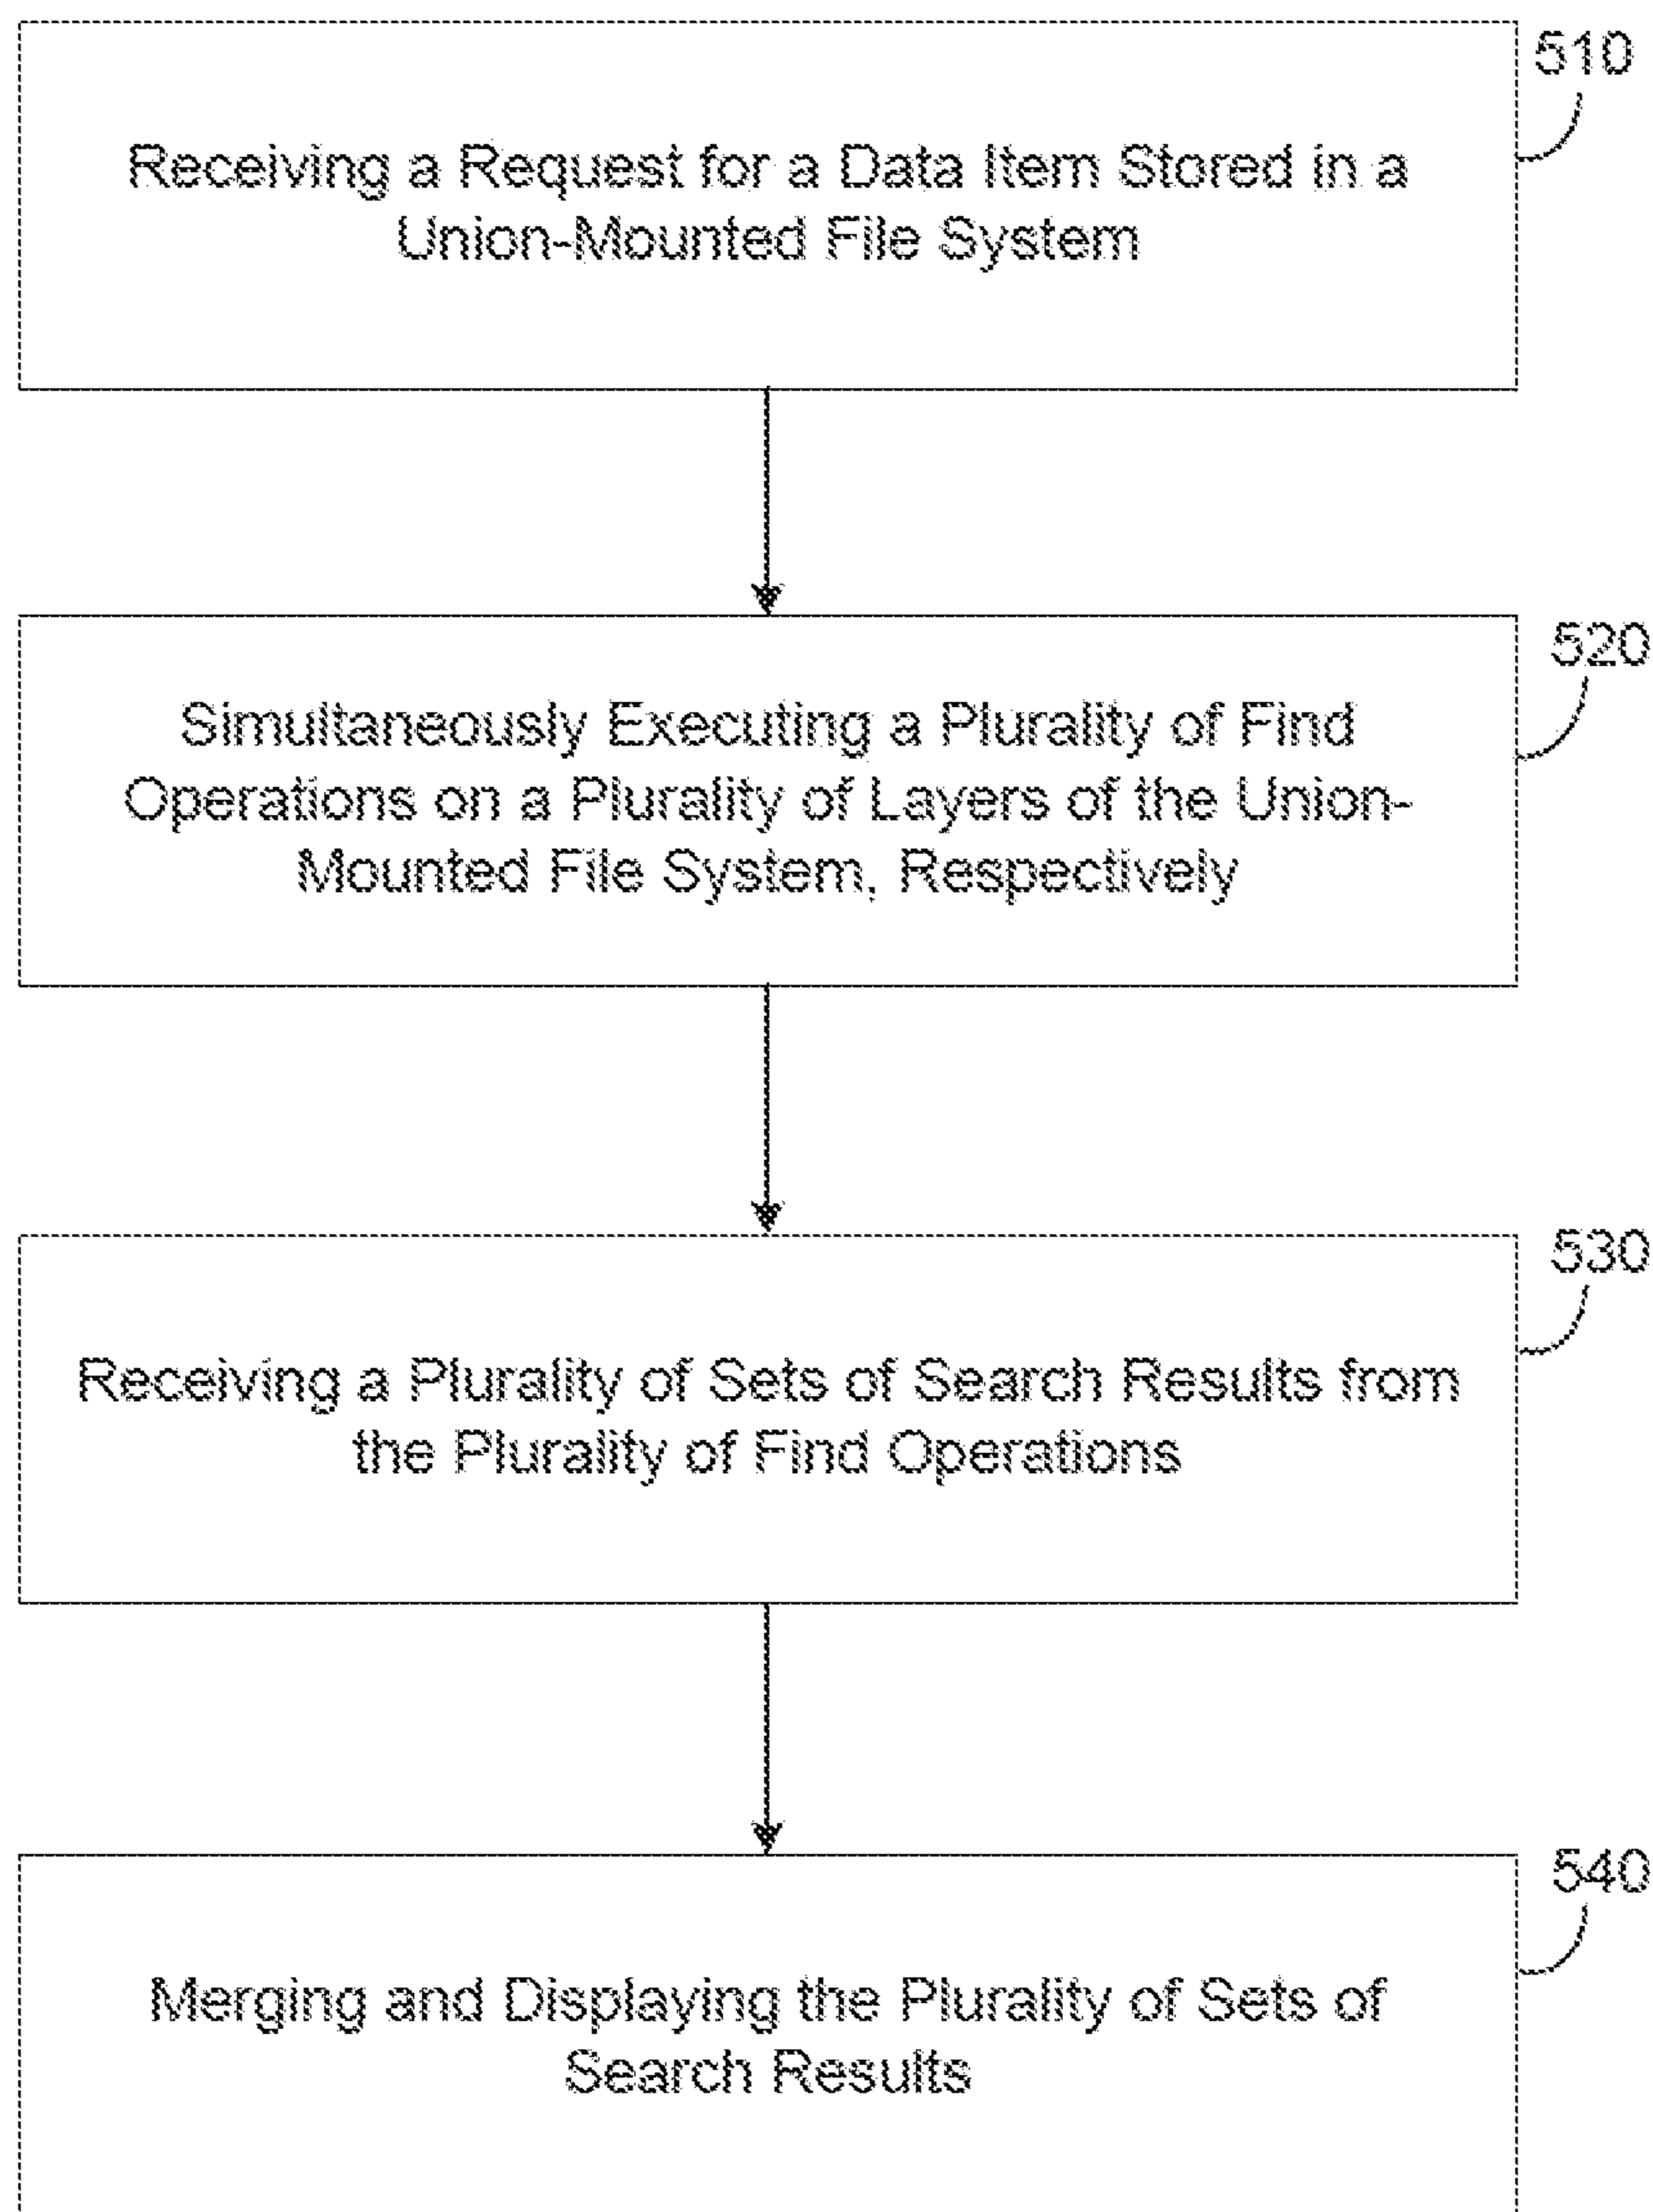 510
Receiving a Request for a Data Item Stored in a
Union-Mounted File System
520
Simultaneously Executing a Plurality of Find
Operations on a Plurality of Layers of the Union-
Mounted File System, Respectively
530
Receiving a Plurality of Sets of Search Results from
the Plurality of Find Operations
540
Merging and Displaying the Plurality of Sets of
Search Results